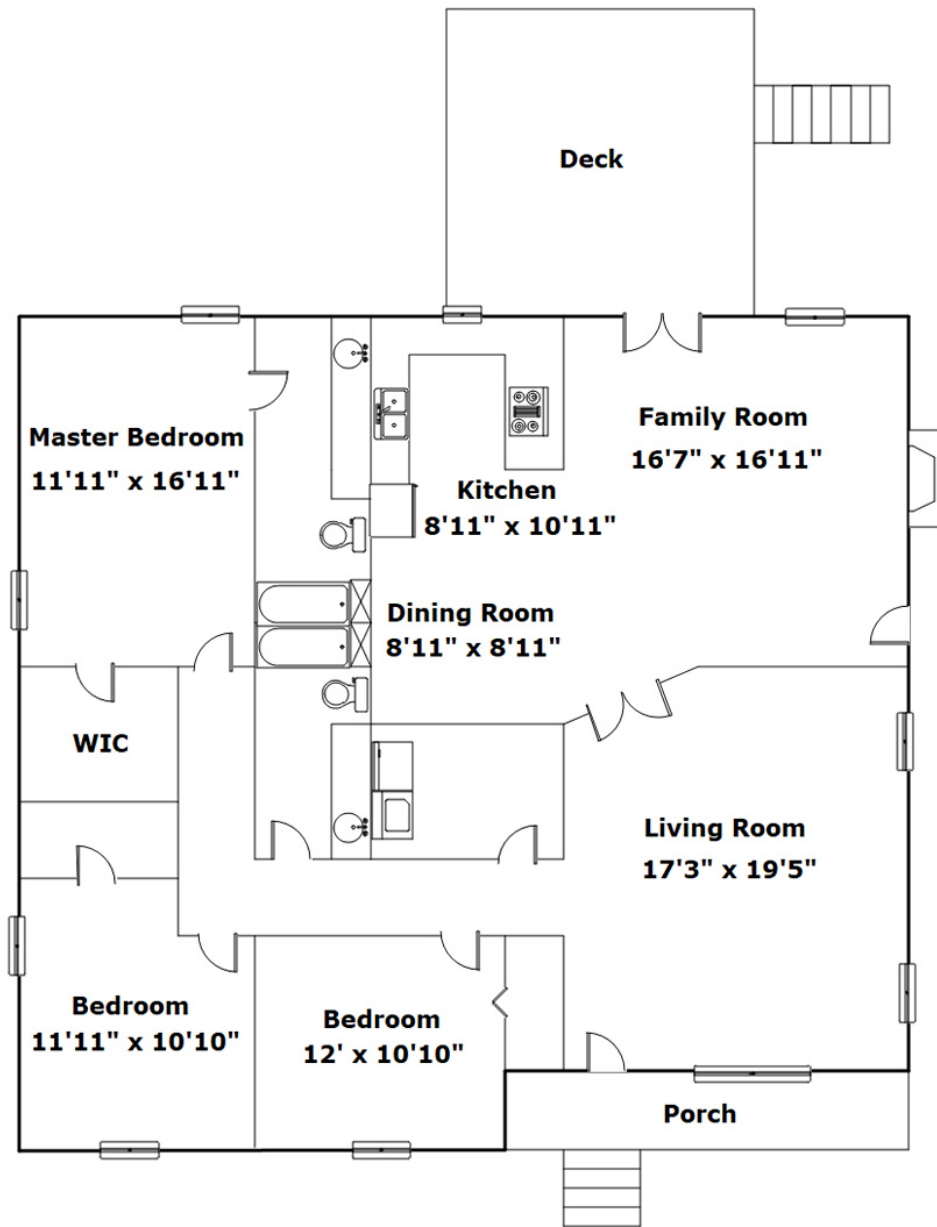 Deck
Master Bedroom
11'11" x 16'11"
Family Room
16'7" x 16'11"
Kitchen
8'11" x 10'11"
Dining Room
8'11" x 8'11"
WIC
Living Room
17'3" x 19'5"
Bedroom
11'11" x 10'10"
Bedroom
12' x 10'10"
Porch